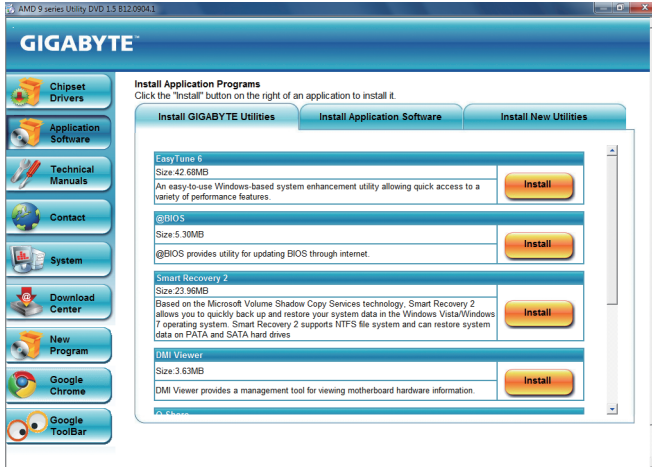 AMD 9 series Utility DVD 1.5 B12.0904.1
GIGABYTE™
Chipset
Drivers
Application
Software
Technical
Manuals
Contact
System
Download
Center
New
Program
Google
Chrome
Google
ToolBar
Install Application Programs
Click the "Install" button on the right of an application to install it.
Install GIGABYTE Utilities
Install Application Software
Install New Utilities
EasyTune 6
Size:42.68MB
An easy-to-use Windows-based system enhancement utility allowing quick access to a
variety of performance features.
Install
@BIOS
Size:5.30MB
@BIOS provides utility for updating BIOS through internet.
Install
Smart Recovery 2
Size:23.96MB
Based on the Microsoft Volume Shadow Copy Services technology, Smart Recovery 2
allows you to quickly back up and restore your system data in the Windows Vista/Windows
7 operating system. Smart Recovery 2 supports NTFS file system and can restore system
data on PATA and SATA hard drives
Install
DMI Viewer
Size:3.63MB
DMI Viewer provides a management tool for viewing motherboard hardware information.
Install